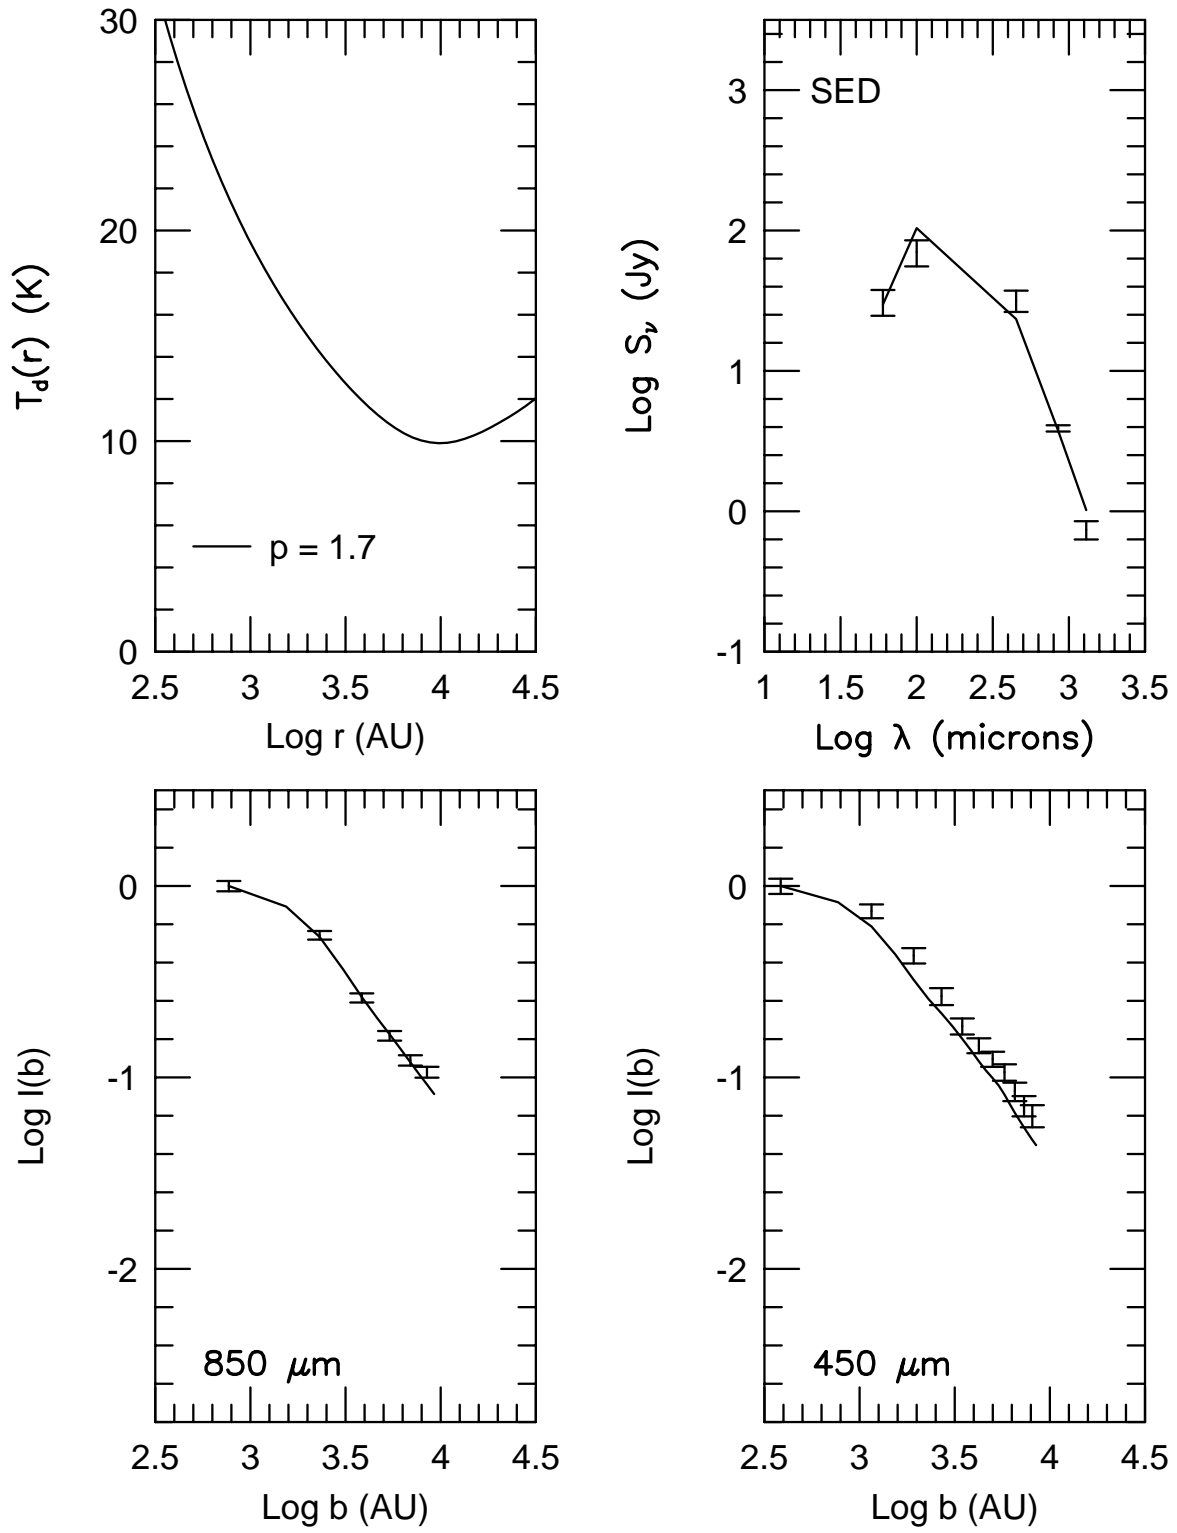 30
20
10
0
T_d(r) (K)
p = 1.7
2.5 3 3.5 4 4.5
Log r (AU)
3
2
1
0
-1
Log S_ν (Jy)
SED
1 1.5 2 2.5 3 3.5
Log λ (microns)
0
-1
-2
Log I(b)
850 μm
2.5 3 3.5 4 4.5
Log b (AU)
0
-1
-2
Log I(b)
450 μm
2.5 3 3.5 4 4.5
Log b (AU)